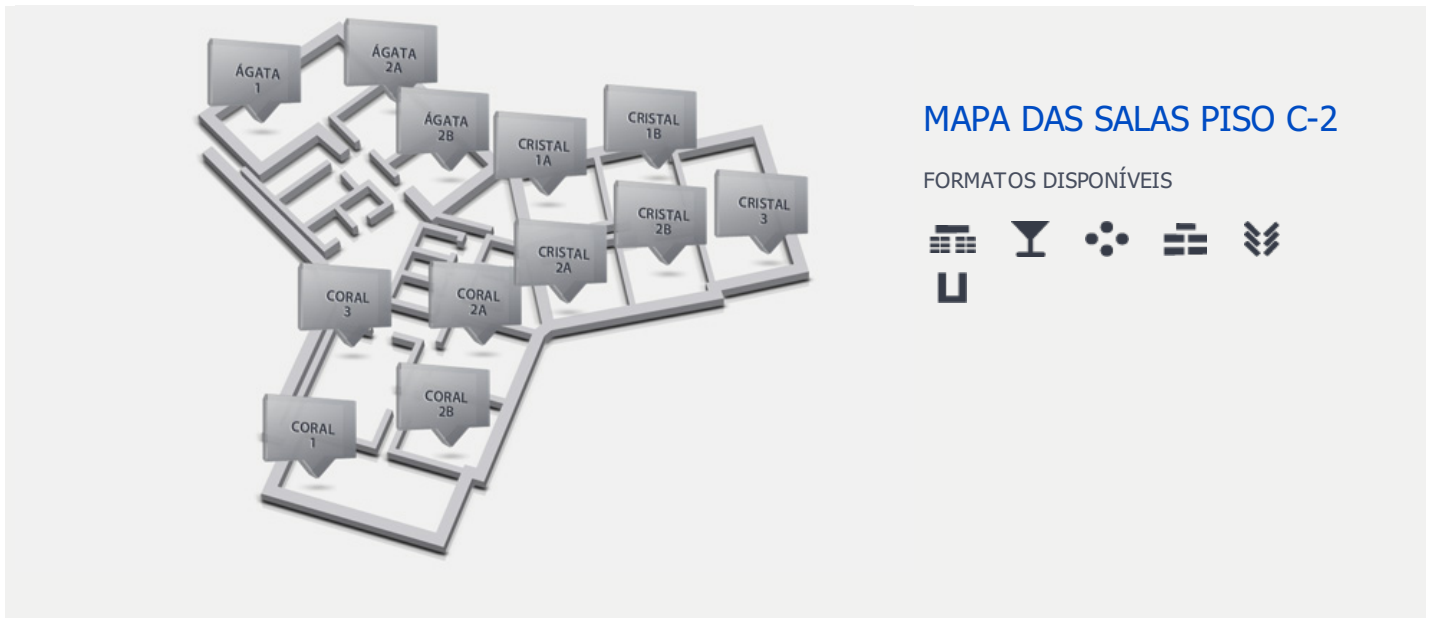 ÁGATA
1
ÁGATA
2A
ÁGATA
2B
CRISTAL
1A
CRISTAL
1B
CRISTAL
2A
CRISTAL
2B
CRISTAL
3
CORAL
3
CORAL
2A
CORAL
2B
CORAL
1
MAPA DAS SALAS PISO C-2
FORMATOS DISPONÍVEIS